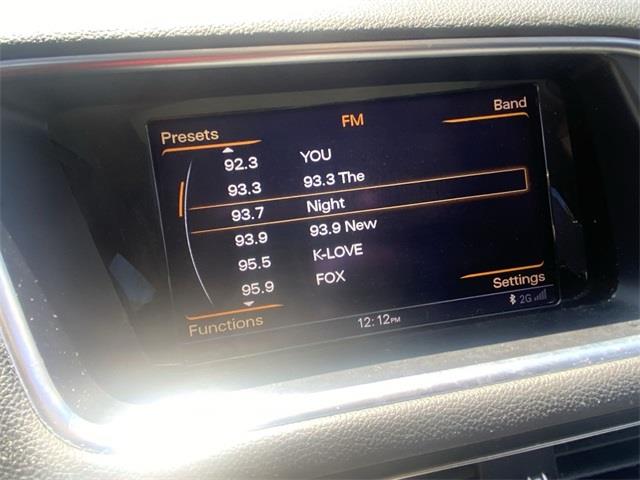 FM
Band
Presets
92.3 YOU
93.3 93.3 The
93.7 Night
93.9 93.9 New
95.5 K-LOVE
95.9 FOX
Settings
2G
Functions
12:12PM